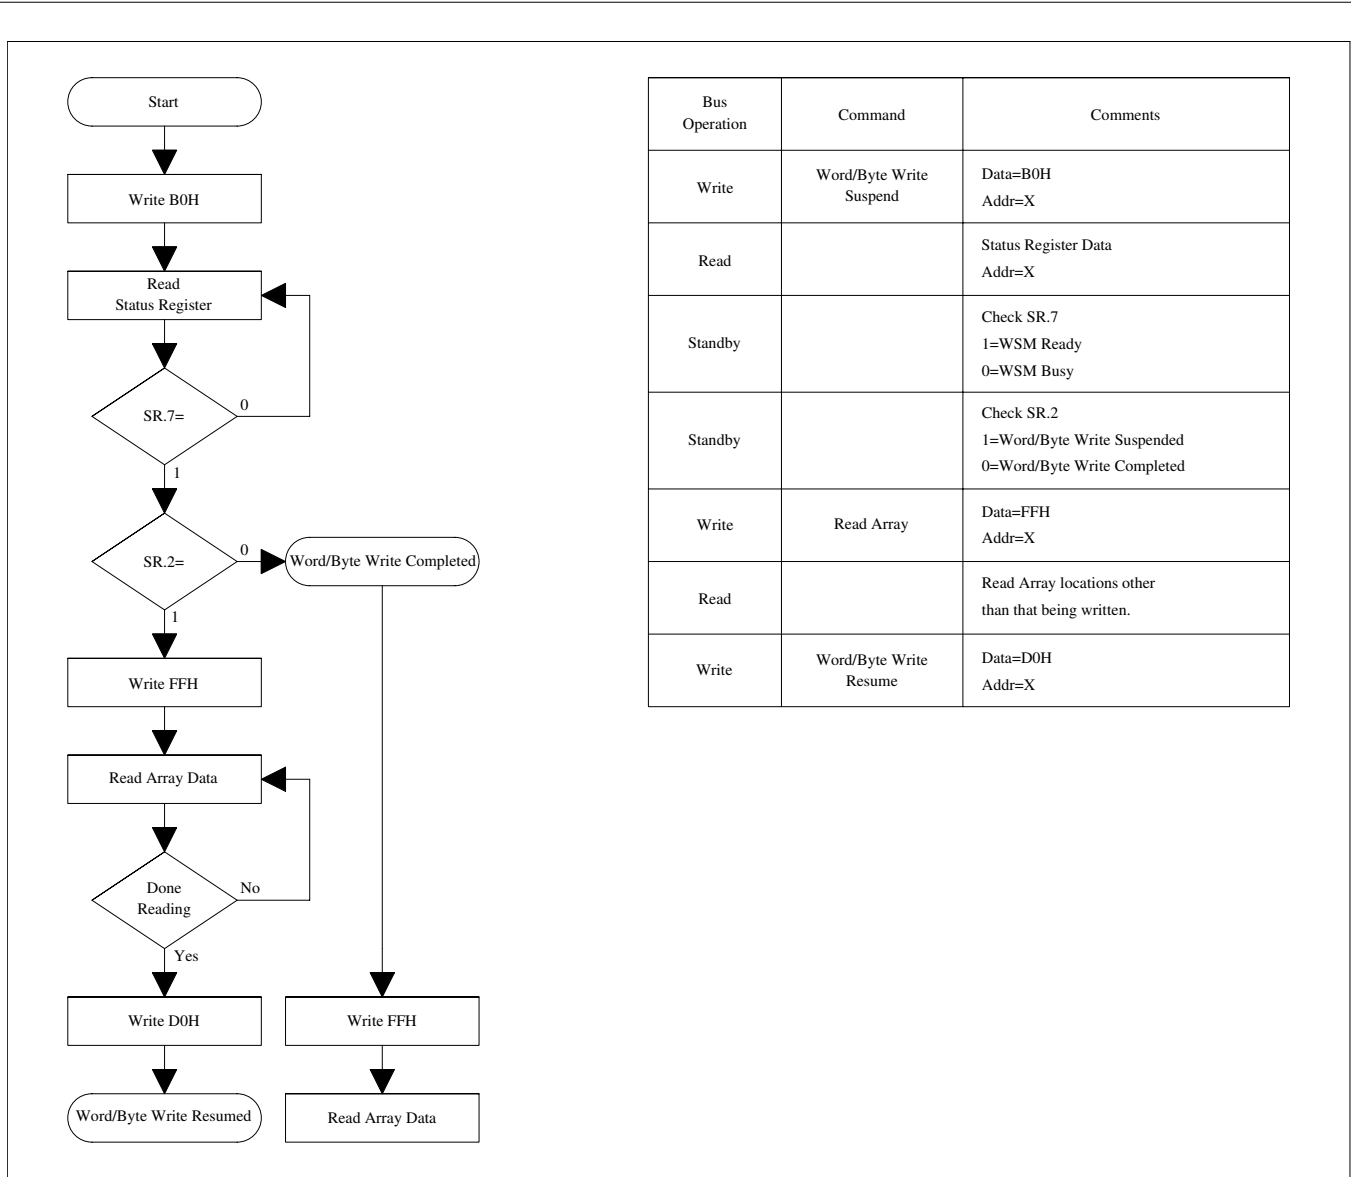 Start
Write B0H
Read
Status Register
SR.7=
0
1
SR.2=
0
Word/Byte Write Completed
1
Write FFH
Read Array Data
Done
Reading
No
Yes
Write D0H
Write FFH
Word/Byte Write Resumed
Read Array Data
Bus
Operation
Command
Comments
Write
Word/Byte Write
Suspend
Data=B0H
Addr=X
Read
Status Register Data
Addr=X
Standby
Check SR.7
1=WSM Ready
0=WSM Busy
Standby
Check SR.2
1=Word/Byte Write Suspended
0=Word/Byte Write Completed
Write
Read Array
Data=FFH
Addr=X
Read
Read Array locations other
than that being written.
Write
Word/Byte Write
Resume
Data=D0H
Addr=X